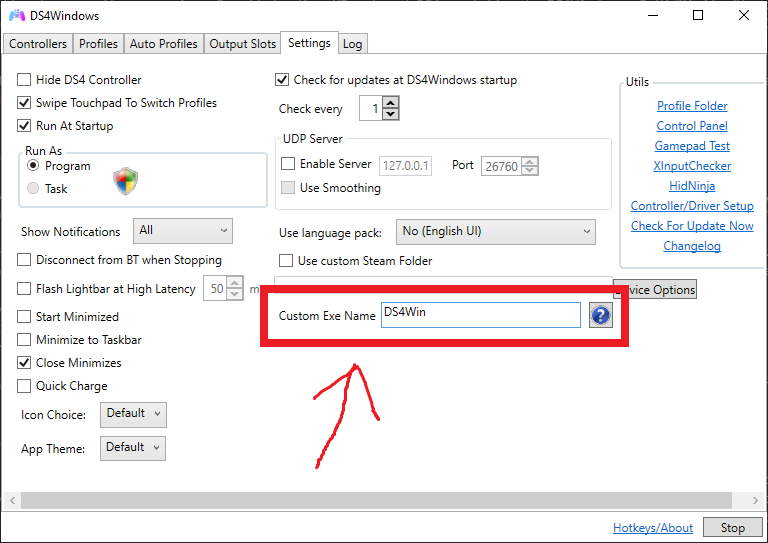 DS4Windows
Controllers Profiles Auto Profiles Output Slots Settings Log
Hide DS4 Controller
Swipe Touchpad To Switch Profiles
Run At Startup
Run As
Program
Task
Show Notifications All
Disconnect from BT when Stopping
Flash Lightbar at High Latency 50 m
Start Minimized
Minimize to Taskbar
Close Minimizes
Quick Charge
Icon Choice: Default
App Theme: Default
Check for updates at DS4Windows startup
Check every 1
UDP Server
Enable Server 127.0.0.1 Port 26760
Use Smoothing
Use language pack: No (English UI)
Use custom Steam Folder
Device Options
Custom Exe Name DS4Win
Utils
Profile Folder
Control Panel
Gamepad Test
XInputChecker
HidNinja
Controller/Driver Setup
Check For Update Now
Changelog
Hotkeys/About Stop